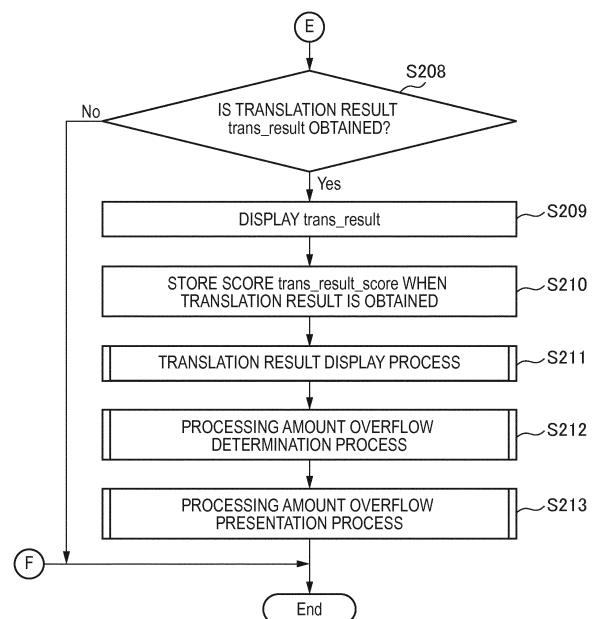 E
S208
IS TRANSLATION RESULT
trans_result OBTAINED?
No
Yes
DISPLAY trans_result
S209
STORE SCORE trans_result_score WHEN
TRANSLATION RESULT IS OBTAINED
S210
TRANSLATION RESULT DISPLAY PROCESS
S211
PROCESSING AMOUNT OVERFLOW
DETERMINATION PROCESS
S212
PROCESSING AMOUNT OVERFLOW
PRESENTATION PROCESS
S213
F
End